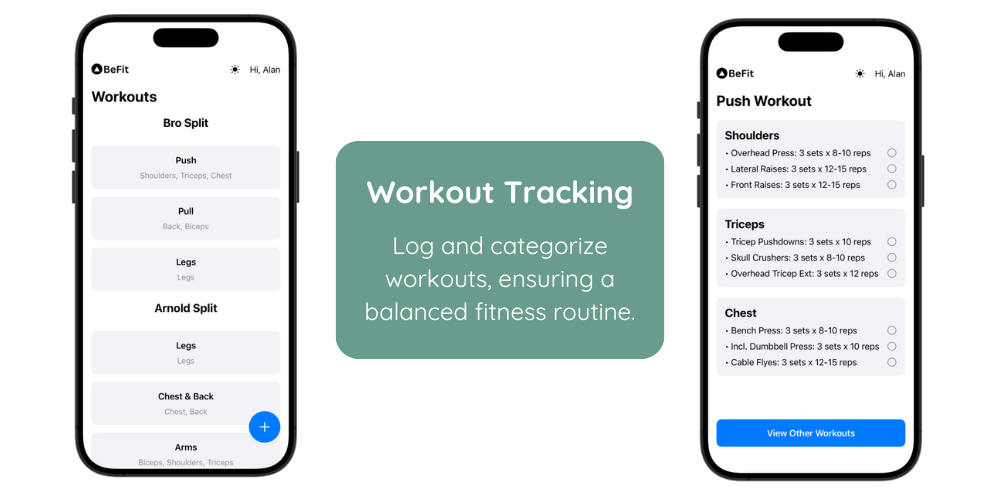 BeFit
Hi, Alan
Workouts
Bro Split
Push
Shoulders, Triceps, Chest
Pull
Back, Biceps
Legs
Legs
Arnold Split
Legs
Legs
Chest & Back
Chest, Back
+
Arms
Biceps, Shoulders, Triceps
Workout Tracking
Log and categorize
workouts, ensuring a
balanced fitness routine.
BeFit
Hi, Alan
Push Workout
Shoulders
• Overhead Press: 3 sets x 8-10 reps
• Lateral Raises: 3 sets x 12-15 reps
• Front Raises: 3 sets x 12-15 reps
Triceps
• Tricep Pushdowns: 3 sets x 10 reps
• Skull Crushers: 3 sets x 8-10 reps
• Overhead Tricep Ext: 3 sets x 12 reps
Chest
• Bench Press: 3 sets x 8-10 reps
• Incl. Dumbbell Press: 3 sets x 10 reps
• Cable Flyes: 3 sets x 12-15 reps
View Other Workouts